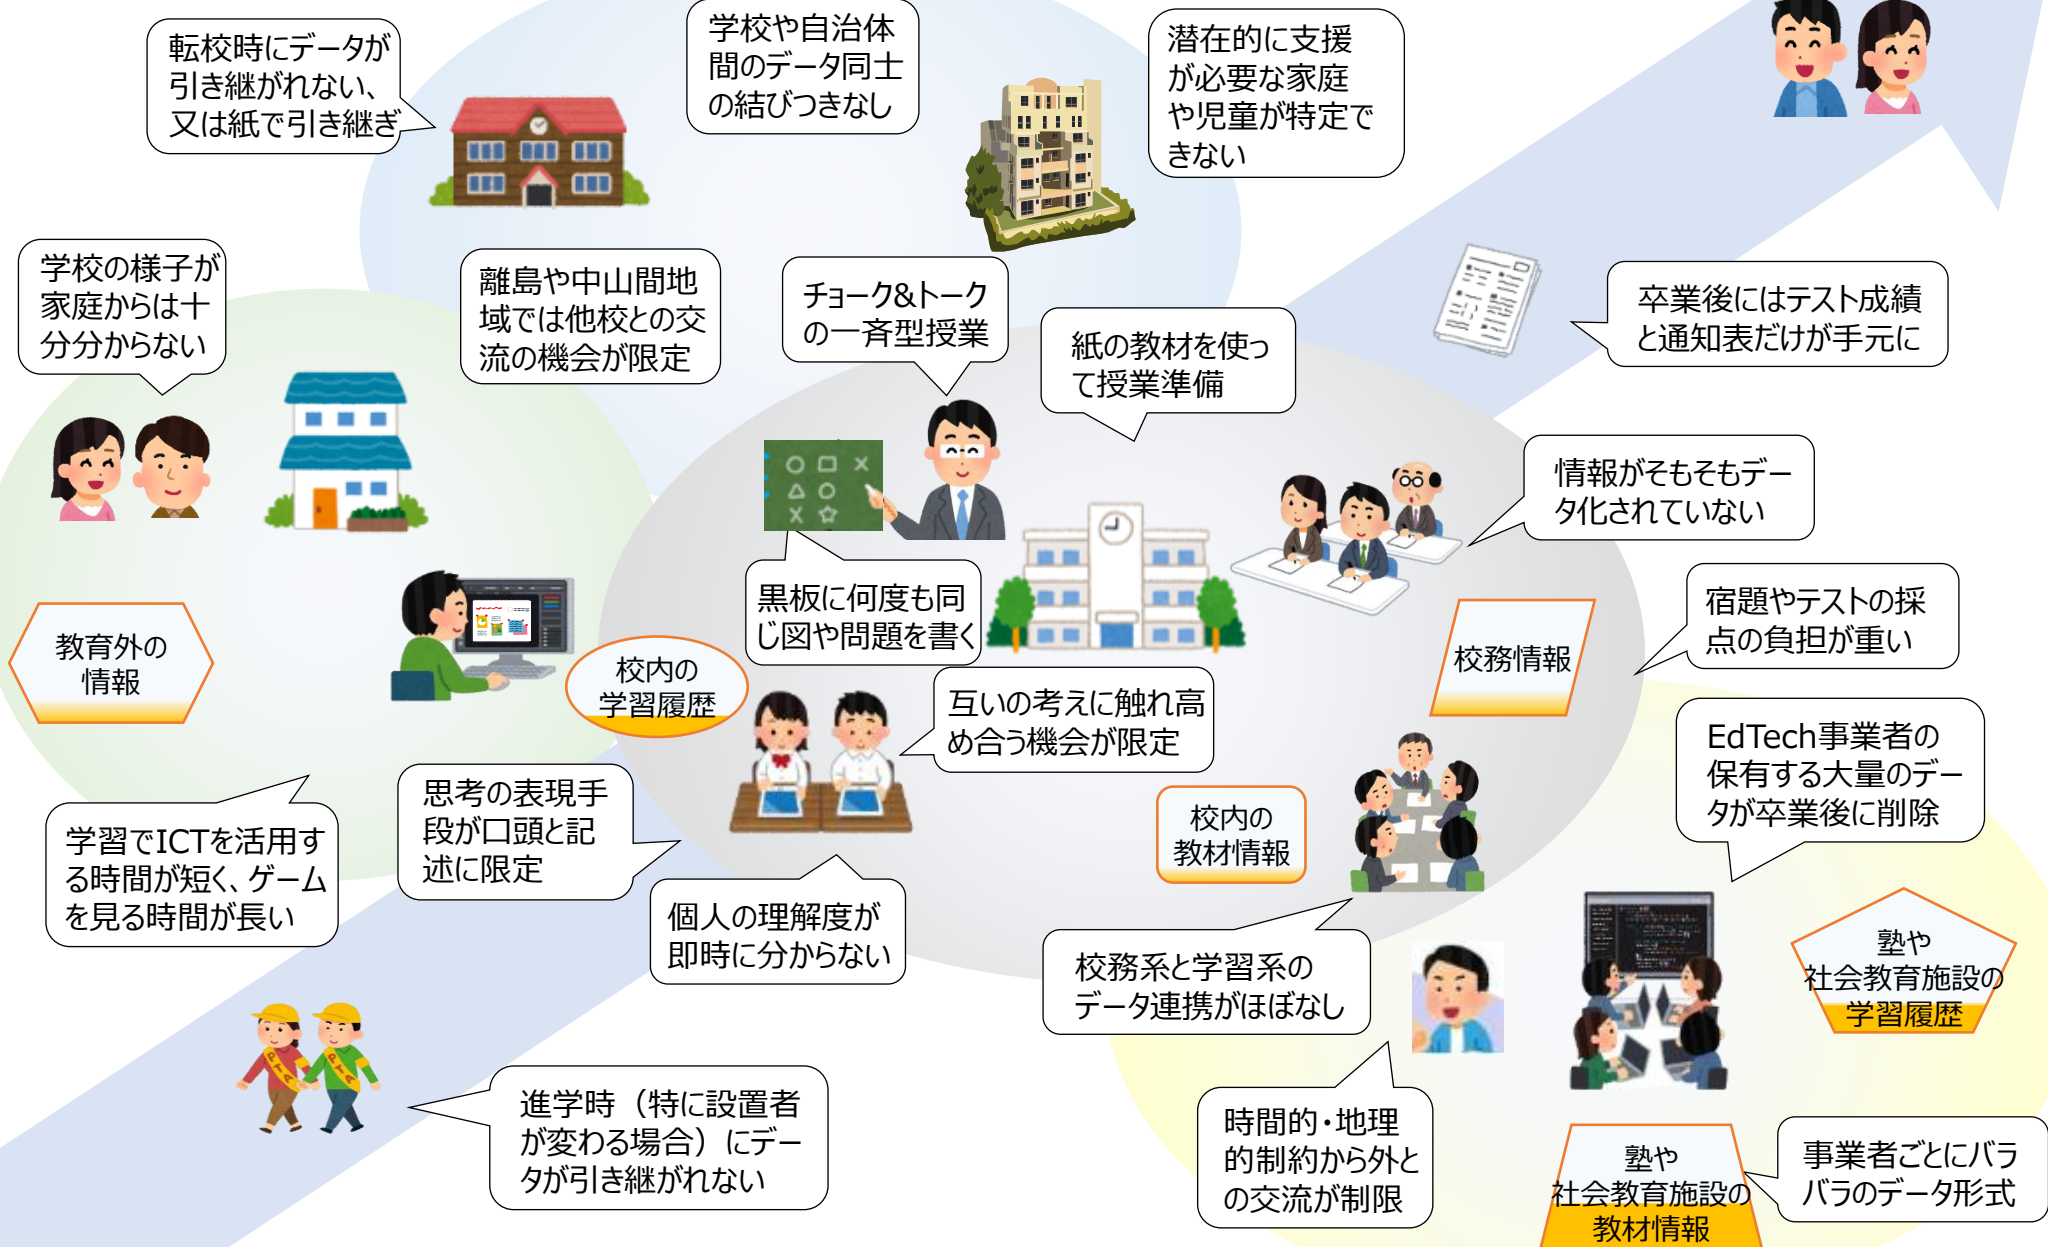 転校時にデータが
引き継がれない、
又は紙で引き継ぎ
学校や自治体
間のデータ同士
の結びつきなし
潜在的に支援
が必要な家庭
や児童が特定で
きない
学校の様子が
家庭からは十
分分からない
離島や中山間地
域では他校との交
流の機会が限定
チョーク&トーク
の一斉型授業
紙の教材を使っ
て授業準備
卒業後にはテスト成績
と通知表だけが手元に
情報がそもそもデー
タ化されていない
黒板に何度も同
じ図や問題を書く
宿題やテストの採
点の負担が重い
教育外の
情報
校内の
学習履歴
校務情報
互いの考えに触れ高
め合う機会が限定
EdTech事業者の
保有する大量のデー
タが卒業後に削除
学習でICTを活用す
る時間が短く、ゲーム
を見る時間が長い
思考の表現手
段が口頭と記
述に限定
校内の
教材情報
個人の理解度が
即時に分からない
校務系と学習系の
データ連携がほぼなし
塾や
社会教育施設の
学習履歴
PTA
PTA
進学時（特に設置者
が変わる場合）にデー
タが引き継がれない
時間的・地理
的制約から外と
の交流が制限
塾や
社会教育施設の
教材情報
事業者ごとにバラ
バラのデータ形式